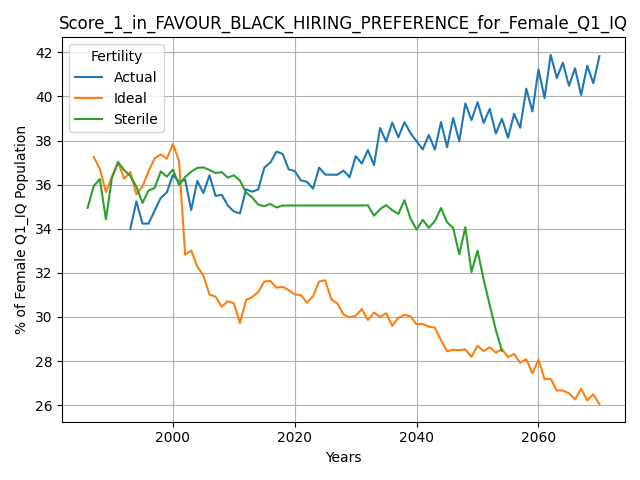 Score_1_in_FAVOUR_BLACK_HIRING_PREFERENCE_for_Female_Q1_IQ
Fertility
Actual
Ideal
Sterile
% of Female Q1_IQ Population
42
40
38
36
34
32
30
28
26
2000
2020
2040
2060
Years